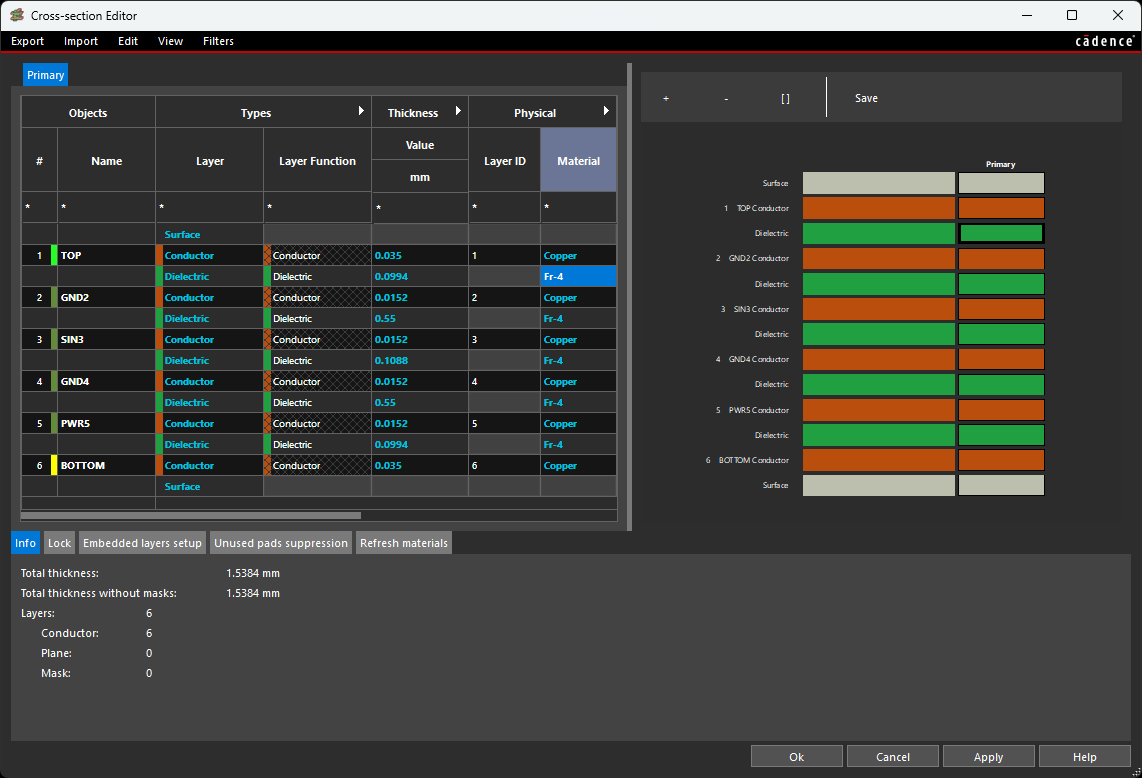 Cross-section Editor
Export Import Edit View Filters
cādence
Primary
Objects Types Thickness Physical
# Name Layer Layer Function Value mm Layer ID Material
* * * * * * *
Surface
1 TOP Conductor Conductor 0.035 1 Copper
Dielectric Dielectric 0.0994 Fr-4
2 GND2 Conductor Conductor 0.0152 2 Copper
Dielectric Dielectric 0.55 Fr-4
3 SIN3 Conductor Conductor 0.0152 3 Copper
Dielectric Dielectric 0.1088 Fr-4
4 GND4 Conductor Conductor 0.0152 4 Copper
Dielectric Dielectric 0.55 Fr-4
5 PWR5 Conductor Conductor 0.0152 5 Copper
Dielectric Dielectric 0.0994 Fr-4
6 BOTTOM Conductor Conductor 0.035 6 Copper
Surface
+ - [ ] Save
Primary
Surface
1 TOP Conductor
Dielectric
2 GND2 Conductor
Dielectric
3 SIN3 Conductor
Dielectric
4 GND4 Conductor
Dielectric
5 PWR5 Conductor
Dielectric
6 BOTTOM Conductor
Surface
Info Lock Embedded layers setup Unused pads suppression Refresh materials
Total thickness: 1.5384 mm
Total thickness without masks: 1.5384 mm
Layers: 6
Conductor: 6
Plane: 0
Mask: 0
Ok Cancel Apply Help